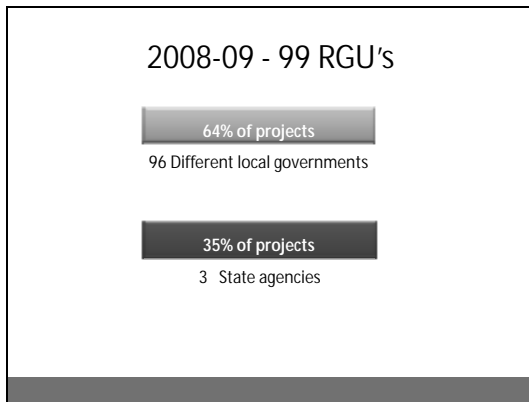 2008-09 - 99 RGU's
64% of projects
96 Different local governments
35% of projects
3 State agencies